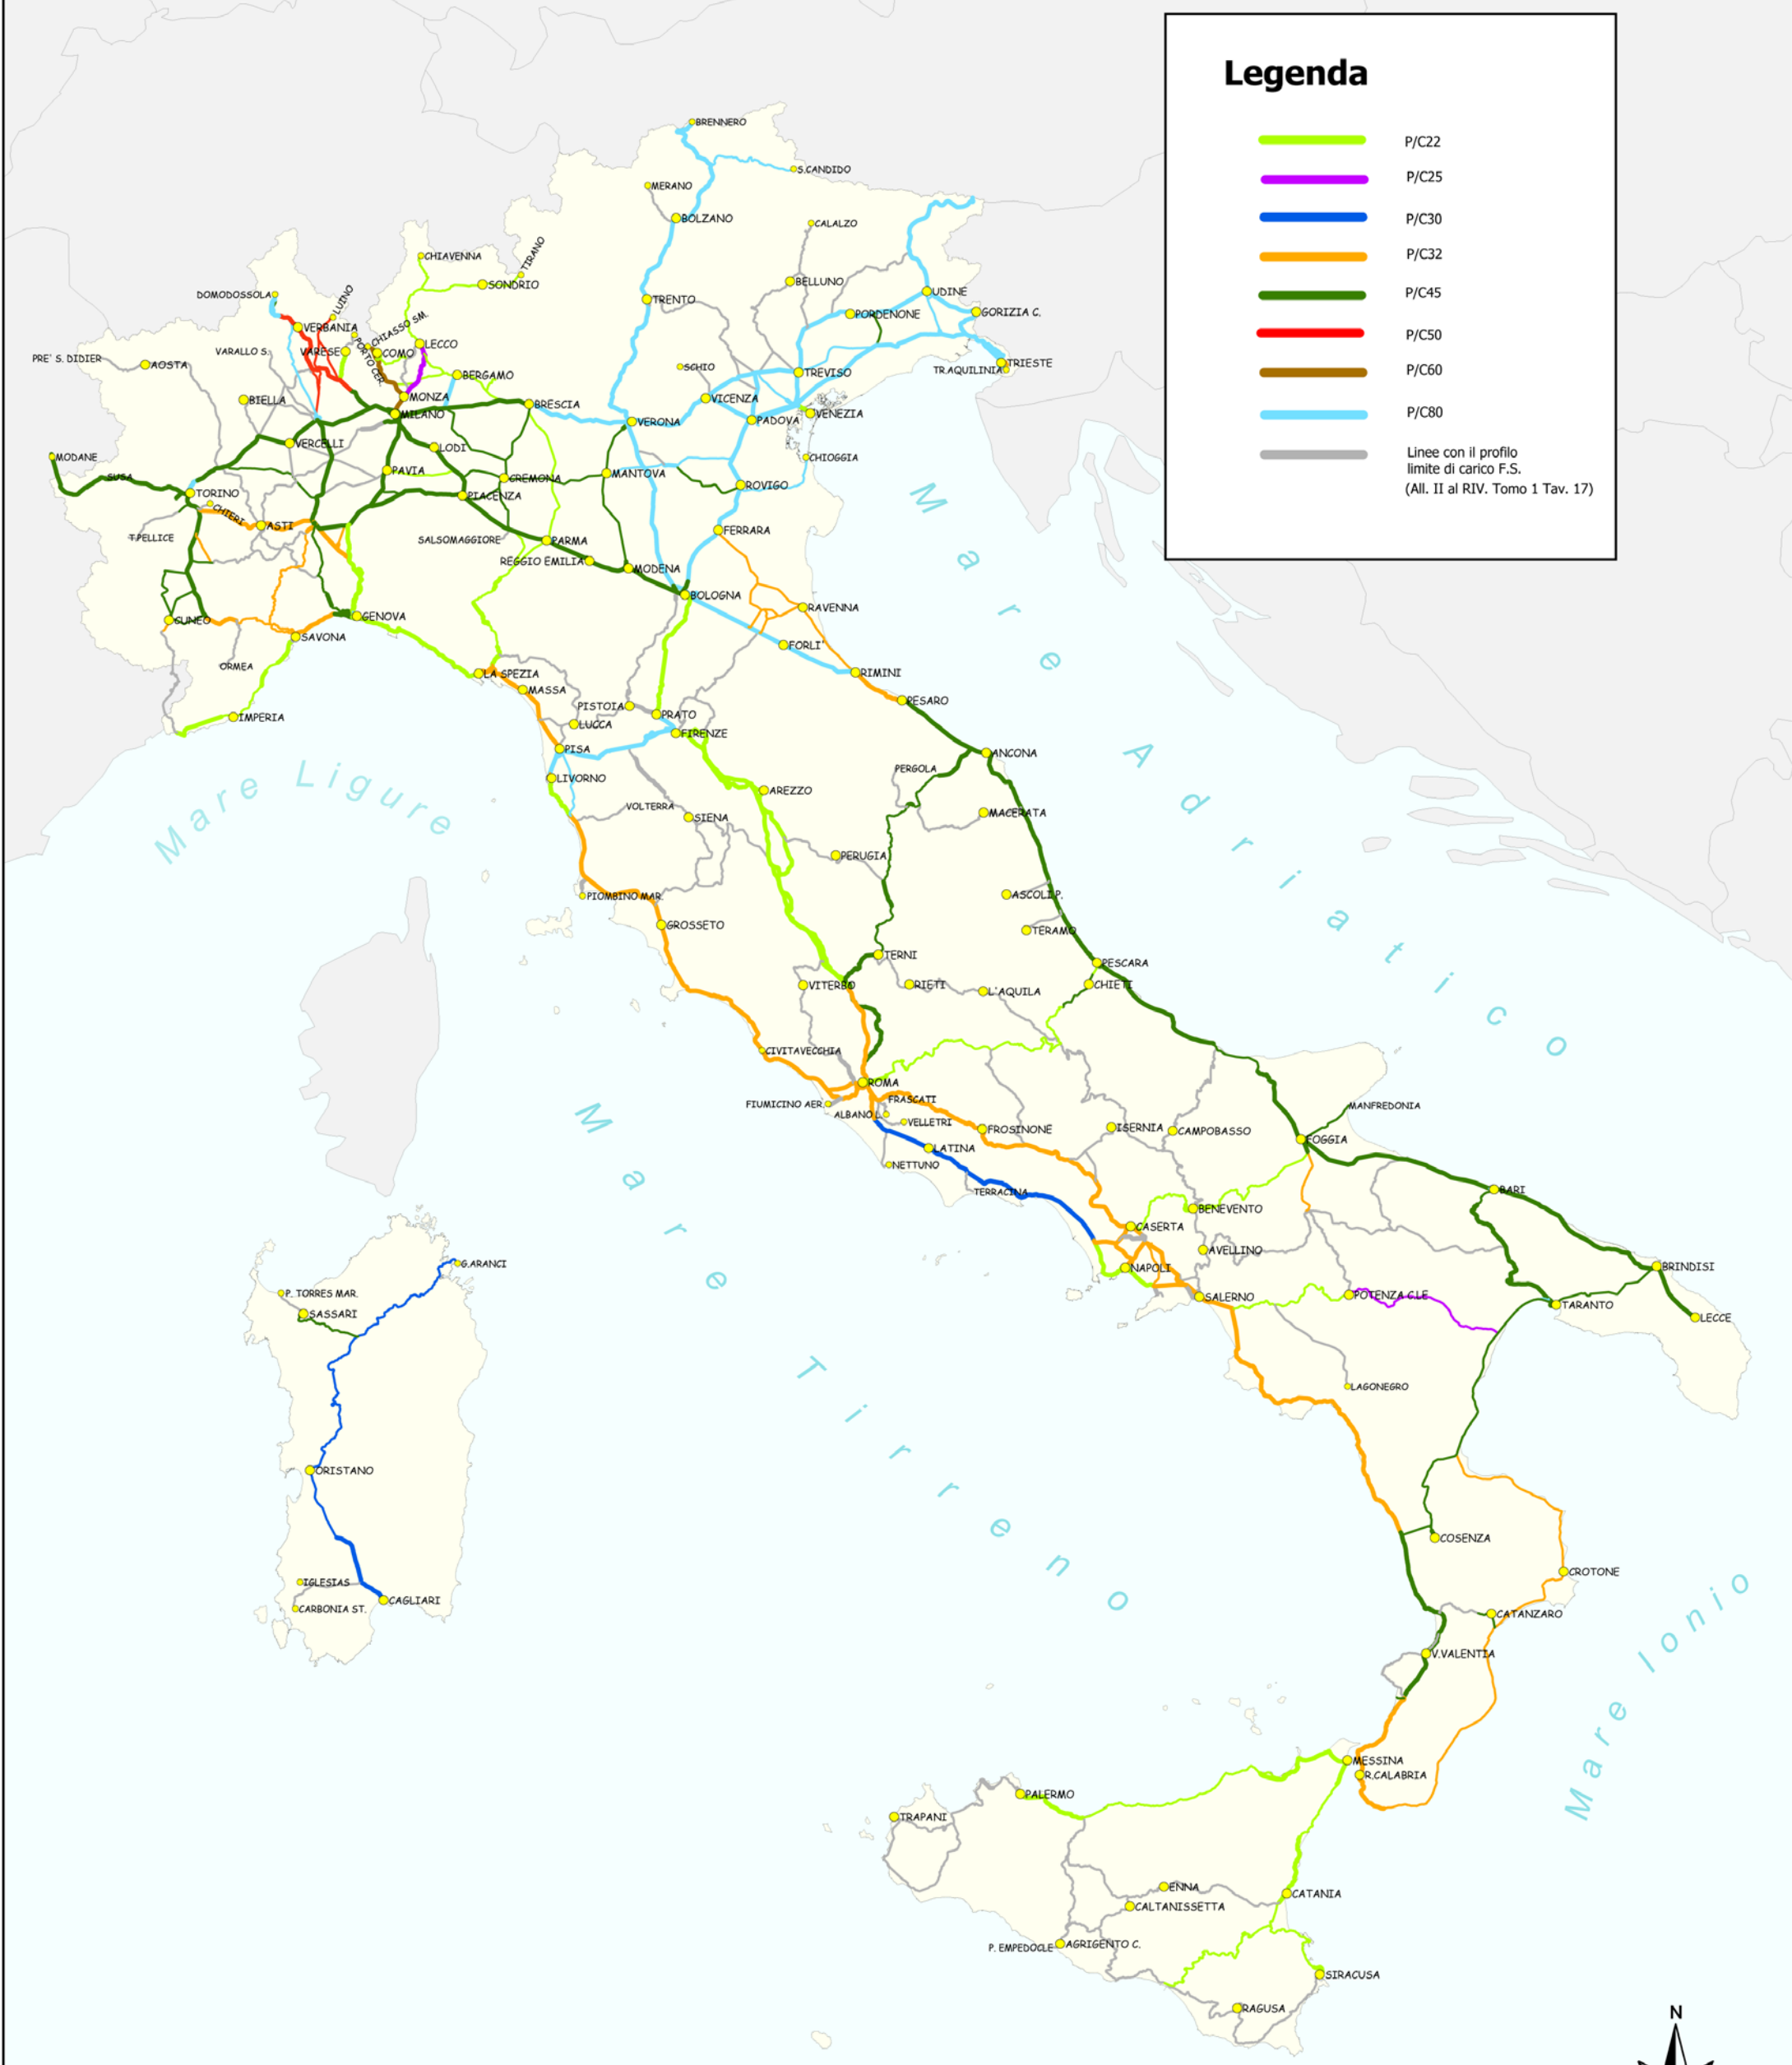 Legenda
P/C22
P/C25
P/C30
P/C32
P/C45
P/C50
P/C60
P/C80
Linee con il profilo
limite di carico F.S.
(All. II al RIV. Tomo 1 Tav. 17)
BRENNERO
S.CANDIDO
MERANO
BOLZANO
CALALZO
CHIAVENNA
TIRANO
SONDRIO
BELLUNO
DOMODOSSOLA
LUINO
TRENTO
UDINE
PORDENONE
GORIZIA C.
VERBANIA
CHIASSO SM.
PORTO CER.
VARESE
COMO
LECCO
PRE' S. DIDIER
AOSTA
VARALLO S.
BERGAMO
SCHIO
TREVISO
TRIESTE
TR.AQUILINIA
BIELLA
MONZA
MILANO
BRESCIA
VICENZA
VERONA
PADOVA
VENEZIA
VERCELLI
LODI
MODANE
SUSA
PAVIA
CREMONA
MANTOVA
CHIOGGIA
ROVIGO
TORINO
CHIERI
PIACENZA
ASTI
T.PELLICE
SALSOMAGGIORE
PARMA
FERRARA
REGGIO EMILIA
MODENA
BOLOGNA
RAVENNA
CUNEO
GENOVA
SAVONA
FORLI'
ORMEA
LA SPEZIA
RIMINI
MASSA
PESARO
IMPERIA
PISTOIA
PRATO
LUCCA
FIRENZE
PISA
ANCONA
LIVORNO
PERGOLA
AREZZO
VOLTERRA
SIENA
MACERATA
PERUGIA
PIOMBINO MAR.
ASCOLI P.
GROSSETO
TERAMO
TERNI
PESCARA
VITERBO
RIETI
L'AQUILA
CHIETI
CIVITAVECCHIA
ROMA
FIUMICINO AER.
FRASCATI
ALBANO L.
VELLETRI
MANFREDONIA
FROSINONE
ISERNIA
CAMPOBASSO
FOGGIA
LATINA
NETTUNO
TERRACINA
BARI
BENEVENTO
CASERTA
AVELLINO
NAPOLI
G.ARANCI
BRINDISI
P. TORRES MAR.
SALERNO
POTENZA C.LE
SASSARI
TARANTO
LECCE
LAGONEGRO
ORISTANO
COSENZA
CROTONE
IGLESIAS
CAGLIARI
CARBONIA ST.
CATANZARO
V.VALENTIA
MESSINA
R.CALABRIA
PALERMO
TRAPANI
ENNA
CATANIA
CALTANISSETTA
P. EMPEDOCLE
AGRIGENTO C.
SIRACUSA
RAGUSA
Mare Ligure
Mare Adriatico
Mare Tirreno
Mare Ionio
N